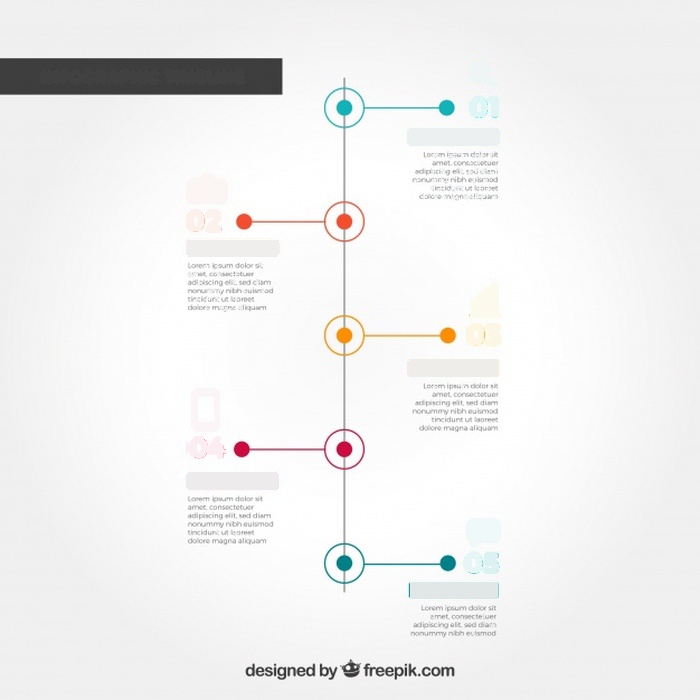 01
Lorem ipsum dolor sit
amet, consectetuer
adipiscing elit, sed diam
nonummy nibh euismod
tincidunt ut laoreet
dolore magna aliquam
02
Lorem ipsum dolor sit
amet, consectetuer
adipiscing elit, sed diam
nonummy nibh euismod
tincidunt ut laoreet
dolore magna aliquam
03
Lorem ipsum dolor sit
amet, consectetuer
adipiscing elit, sed diam
nonummy nibh euismod
tincidunt ut laoreet
dolore magna aliquam
04
Lorem ipsum dolor sit
amet, consectetuer
adipiscing elit, sed diam
nonummy nibh euismod
tincidunt ut laoreet
dolore magna aliquam
05
Lorem ipsum dolor sit
amet, consectetuer
adipiscing elit, sed diam
nonummy nibh euismod
designed by freepik.com